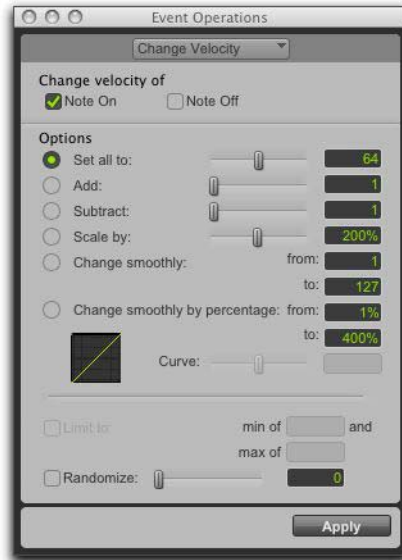 Event Operations
Change Velocity
Change velocity of
Note On Note Off
Options
Set all to: 64
Add: 1
Subtract: 1
Scale by: 200%
Change smoothly: from: 1
to: 127
Change smoothly by percentage: from: 1%
to: 400%
Curve:
Limit to: min of and
max of
Randomize: 0
Apply